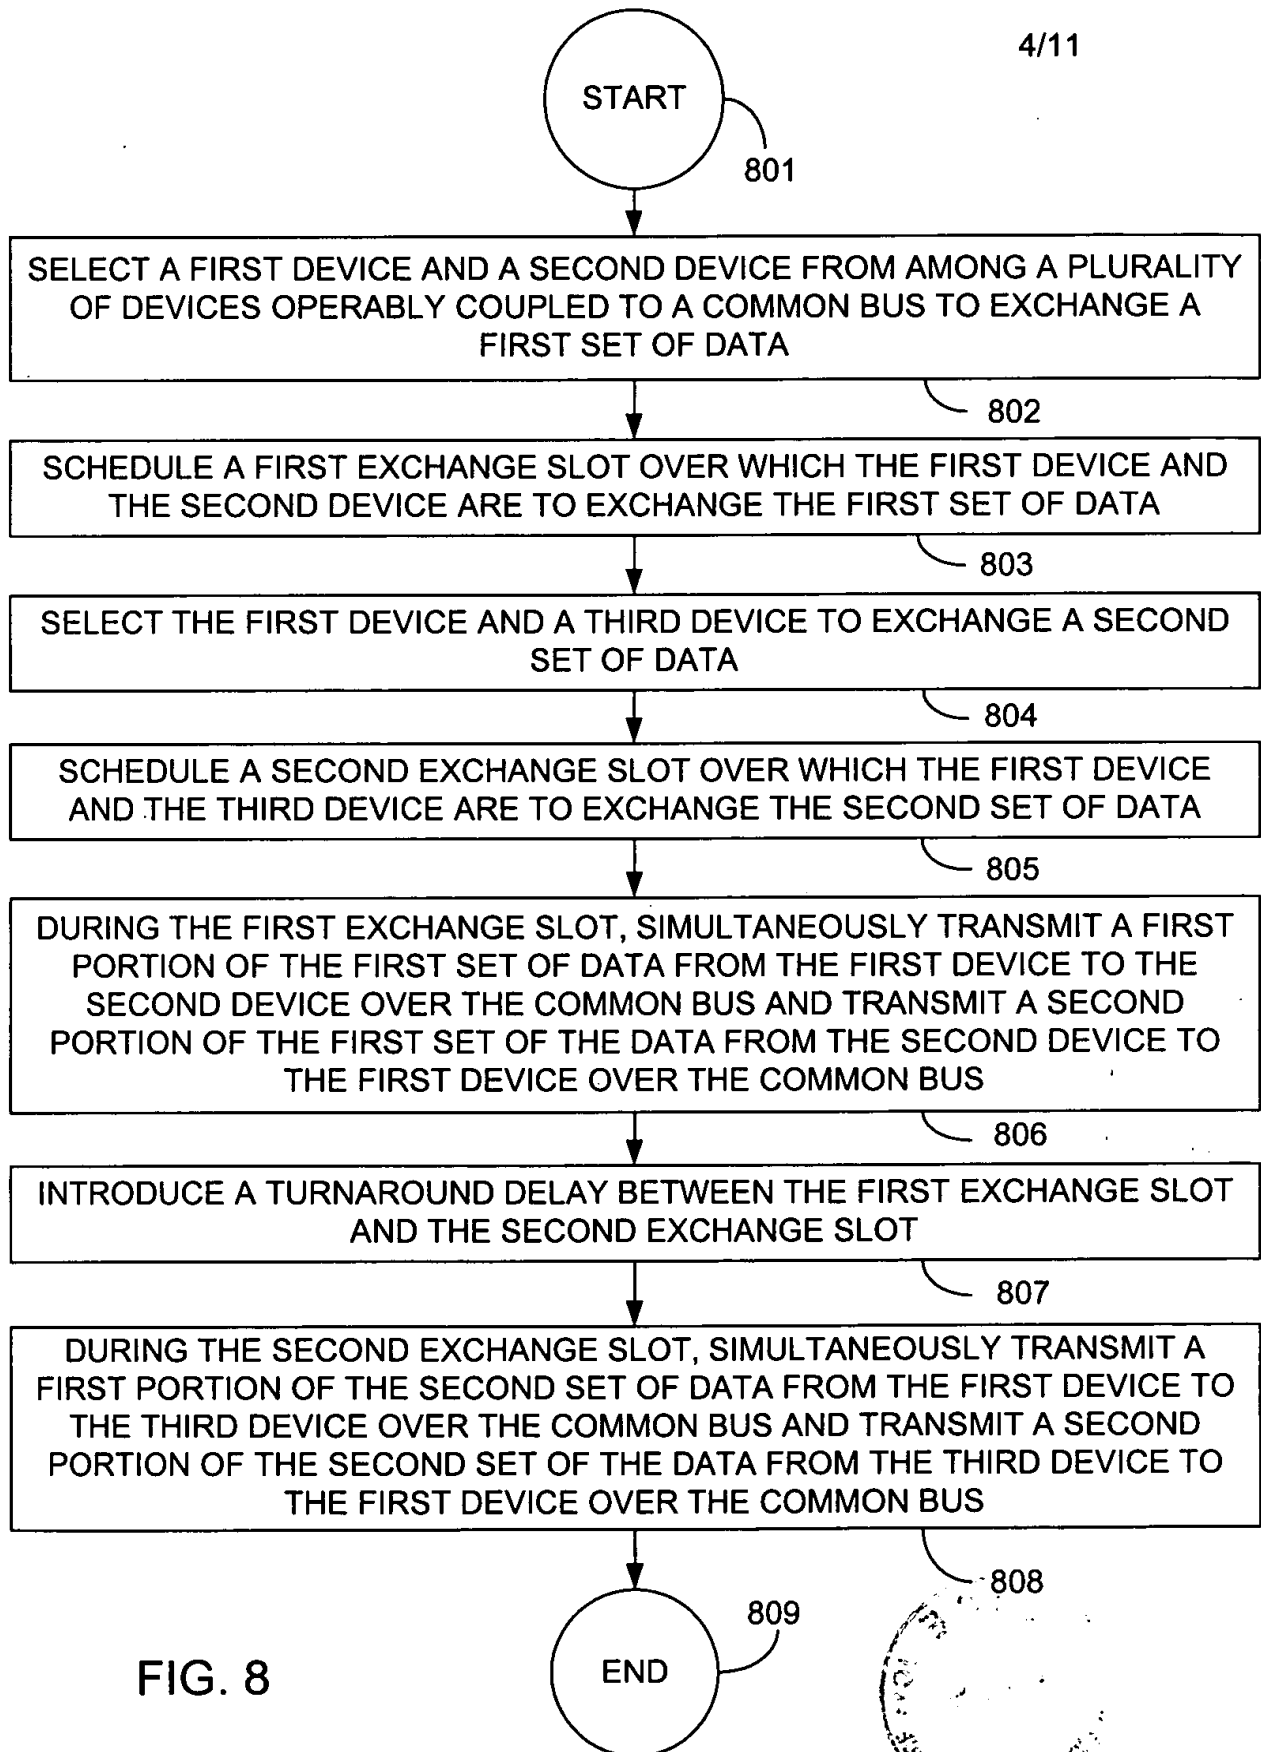 4/11
START
801
SELECT A FIRST DEVICE AND A SECOND DEVICE FROM AMONG A PLURALITY
OF DEVICES OPERABLY COUPLED TO A COMMON BUS TO EXCHANGE A
FIRST SET OF DATA
802
SCHEDULE A FIRST EXCHANGE SLOT OVER WHICH THE FIRST DEVICE AND
THE SECOND DEVICE ARE TO EXCHANGE THE FIRST SET OF DATA
803
SELECT THE FIRST DEVICE AND A THIRD DEVICE TO EXCHANGE A SECOND
SET OF DATA
804
SCHEDULE A SECOND EXCHANGE SLOT OVER WHICH THE FIRST DEVICE
AND THE THIRD DEVICE ARE TO EXCHANGE THE SECOND SET OF DATA
805
DURING THE FIRST EXCHANGE SLOT, SIMULTANEOUSLY TRANSMIT A FIRST
PORTION OF THE FIRST SET OF DATA FROM THE FIRST DEVICE TO THE
SECOND DEVICE OVER THE COMMON BUS AND TRANSMIT A SECOND
PORTION OF THE FIRST SET OF THE DATA FROM THE SECOND DEVICE TO
THE FIRST DEVICE OVER THE COMMON BUS
806
INTRODUCE A TURNAROUND DELAY BETWEEN THE FIRST EXCHANGE SLOT
AND THE SECOND EXCHANGE SLOT
807
DURING THE SECOND EXCHANGE SLOT, SIMULTANEOUSLY TRANSMIT A
FIRST PORTION OF THE SECOND SET OF DATA FROM THE FIRST DEVICE TO
THE THIRD DEVICE OVER THE COMMON BUS AND TRANSMIT A SECOND
PORTION OF THE SECOND SET OF THE DATA FROM THE THIRD DEVICE TO
THE FIRST DEVICE OVER THE COMMON BUS
808
809
END
FIG. 8